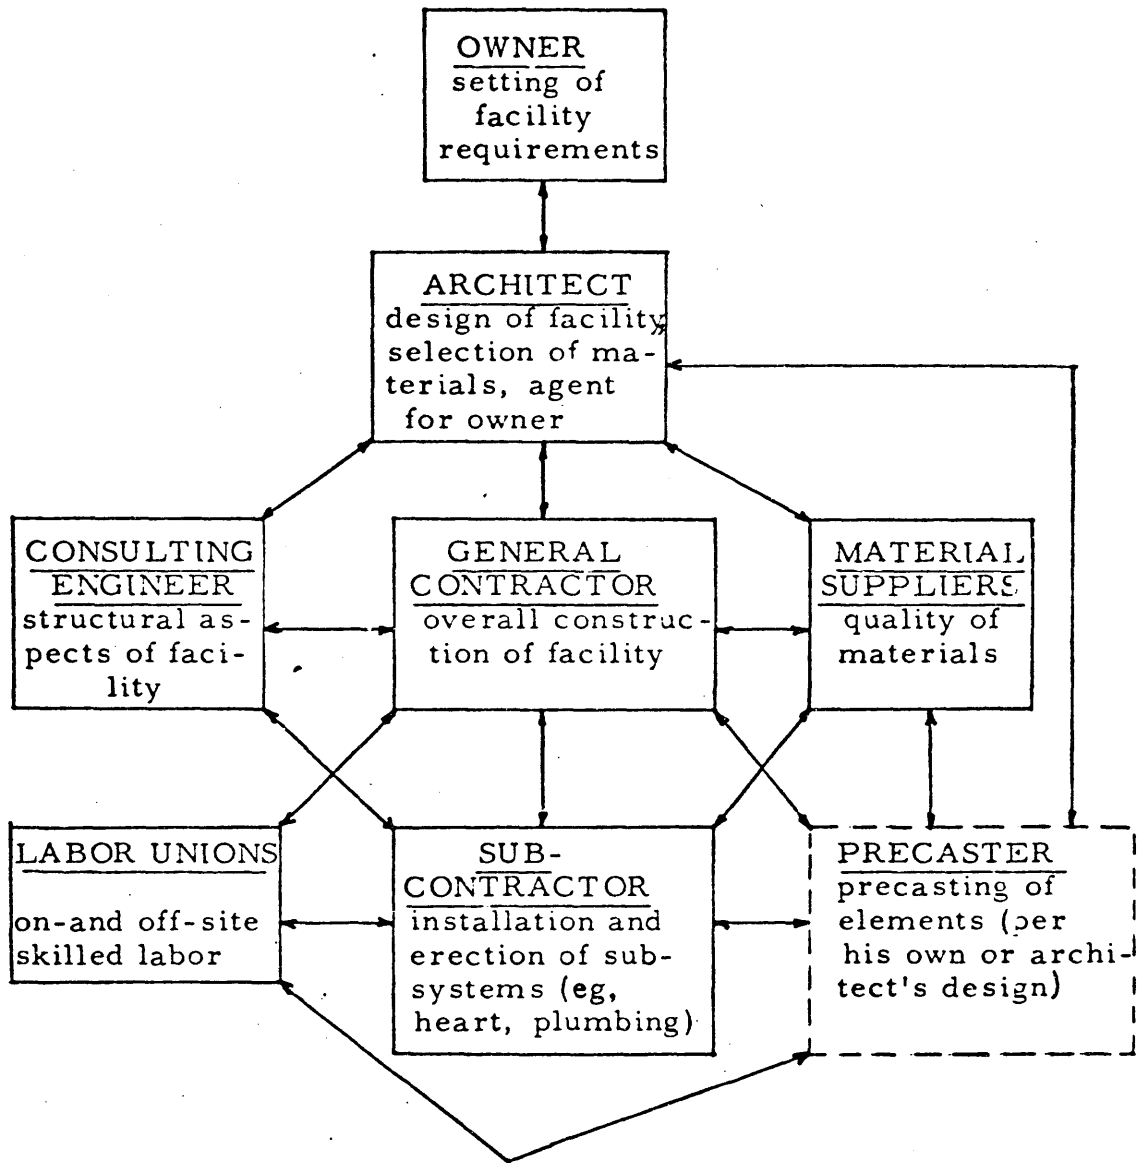 OWNER
setting of
facility
requirements
ARCHITECT
design of facility,
selection of ma-
terials, agent
for owner
CONSULTING
ENGINEER
structural as-
pects of faci-
lity
GENERAL
CONTRACTOR
overall construc-
tion of facility
MATERIAL
SUPPLIERS
quality of
materials
LABOR UNIONS
on-and off-site
skilled labor
SUB-
CONTRACTOR
installation and
erection of sub-
systems (eg,
heart, plumbing)
PRECASTER
precasting of
elements (per
his own or archi-
tect's design)